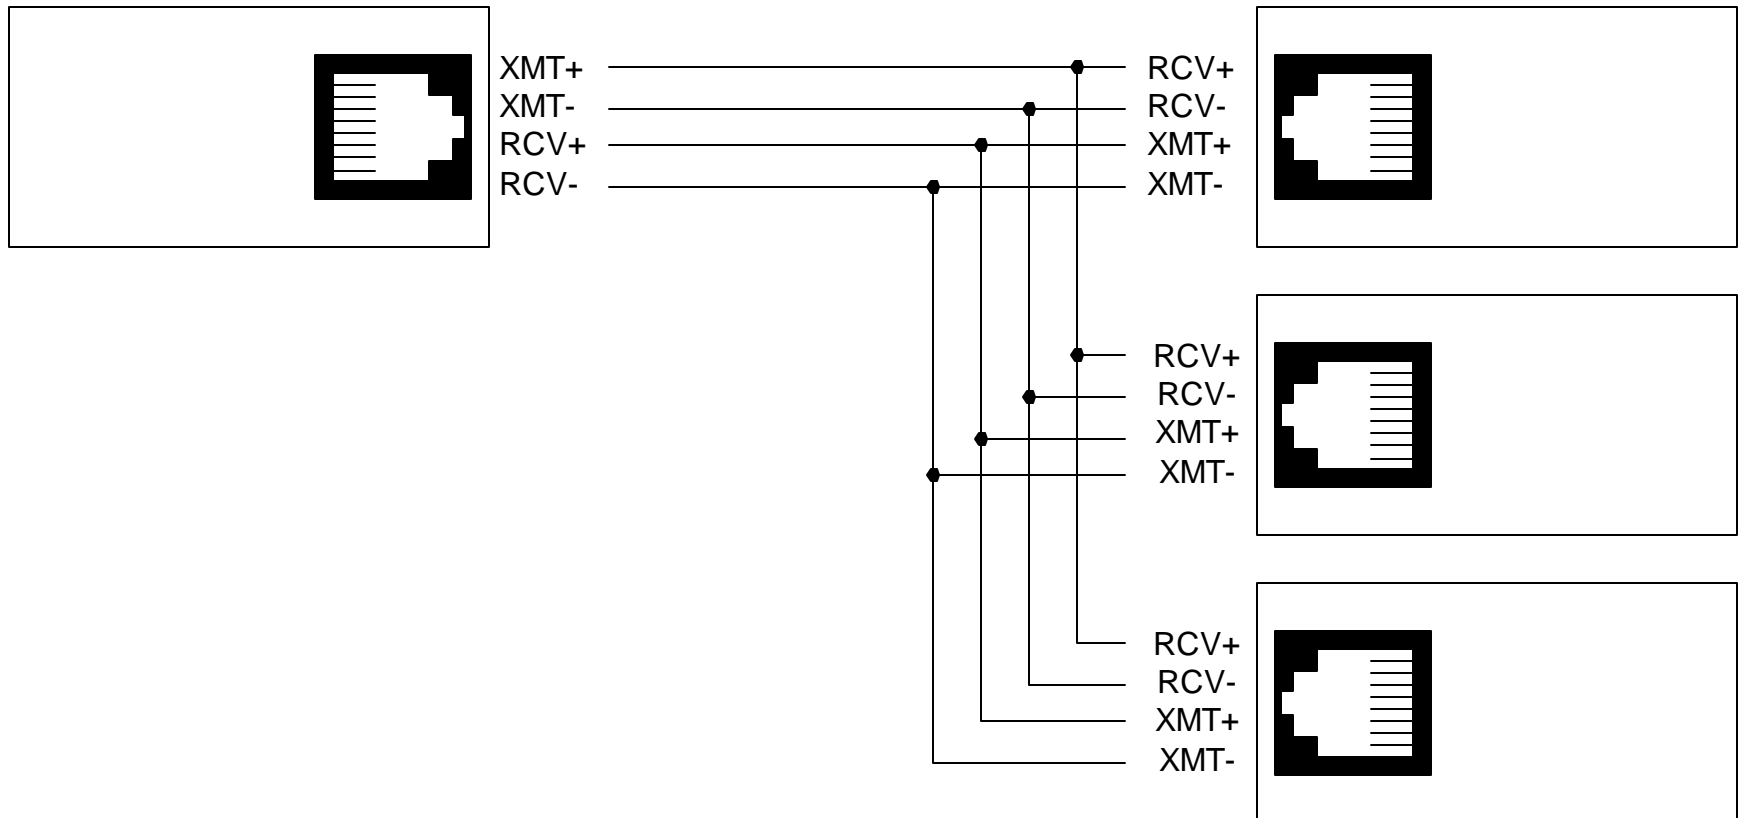 XMT+
XMT-
RCV+
RCV-
RCV+
RCV-
XMT+
XMT-
RCV+
RCV-
XMT+
XMT-
RCV+
RCV-
XMT+
XMT-